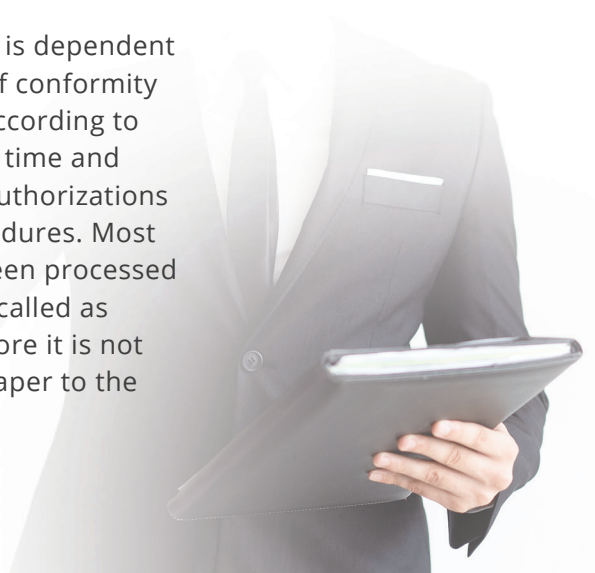 is dependent
f conformity
ccording to
time and
uthorizations
dures. Most
een processed
called as
ore it is not
aper to the